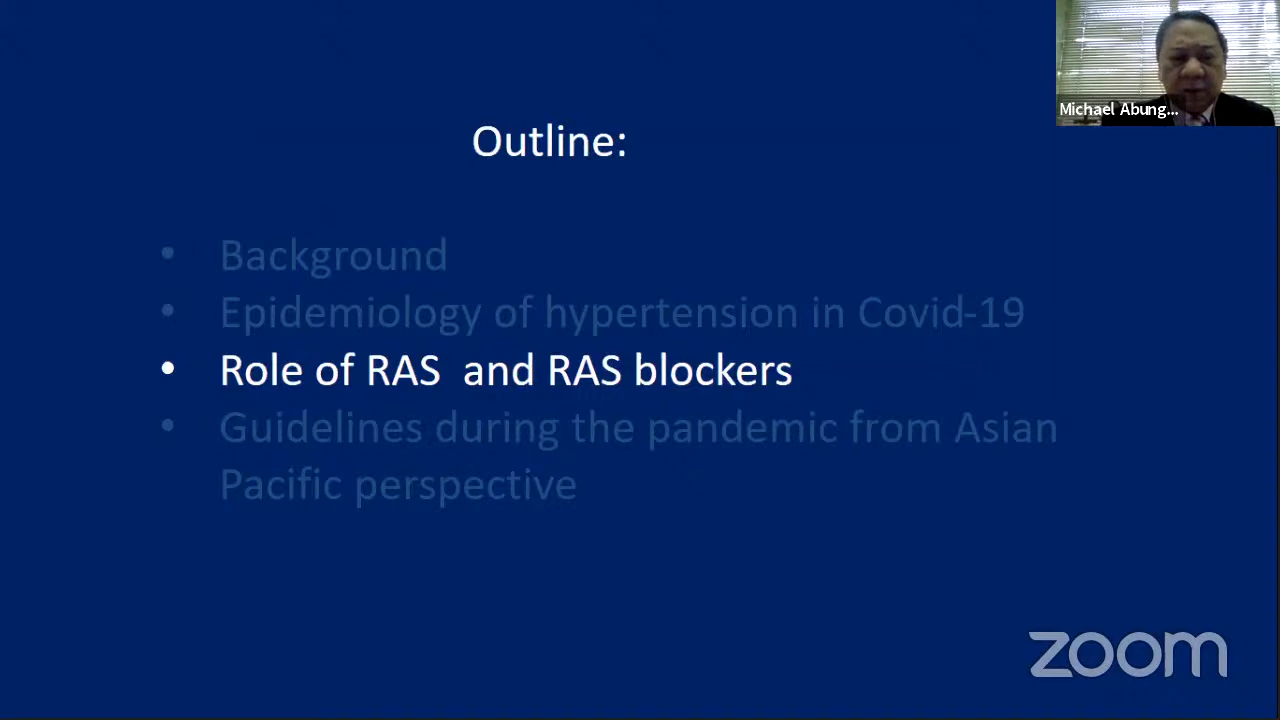 Michael Abung...
Outline:
• Background
• Epidemiology of hypertension in Covid-19
• Role of RAS  and RAS blockers
• Guidelines during the pandemic from Asian
Pacific perspective
zoom